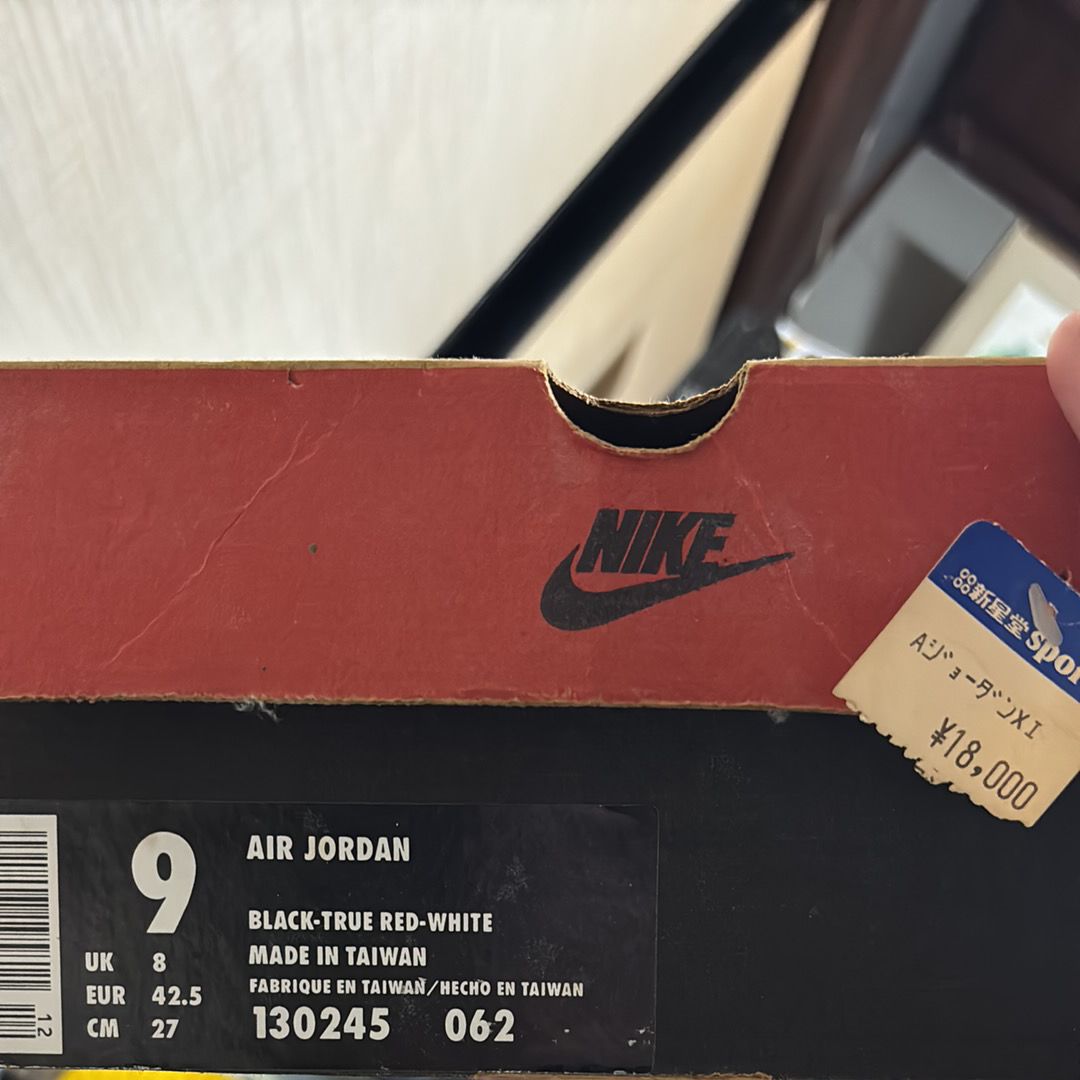 NIKE
新星堂 Spor
Aジョーダン XI
¥18,000
9
AIR JORDAN
BLACK-TRUE RED-WHITE
UK 8
MADE IN TAIWAN
EUR 42.5
FABRIQUE EN TAIWAN/HECHO EN TAIWAN
CM 27
130245 062
12